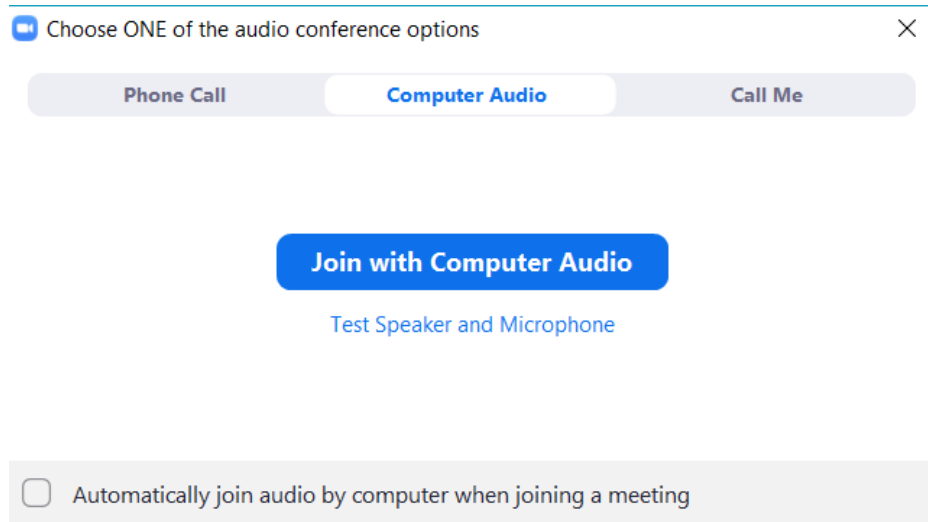 Choose ONE of the audio conference options
Phone Call Computer Audio Call Me
Join with Computer Audio
Test Speaker and Microphone
Automatically join audio by computer when joining a meeting